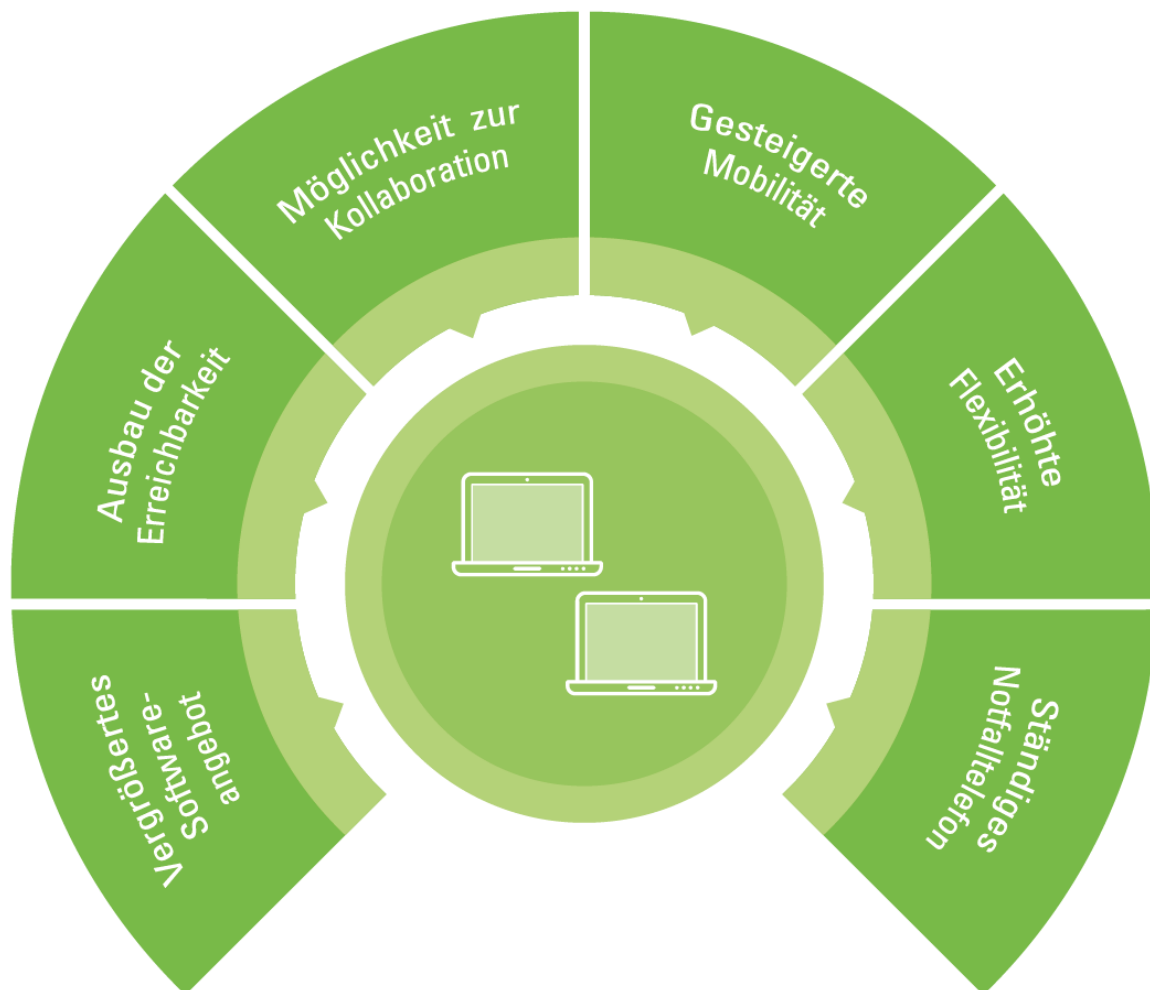 Vergrößertes
Software-
angebot
Ausbau der
Erreichbarkeit
Möglichkeit zur
Kollaboration
Gesteigerte
Mobilität
Erhöhte
Flexibilität
Ständiges
Notfalltelefon